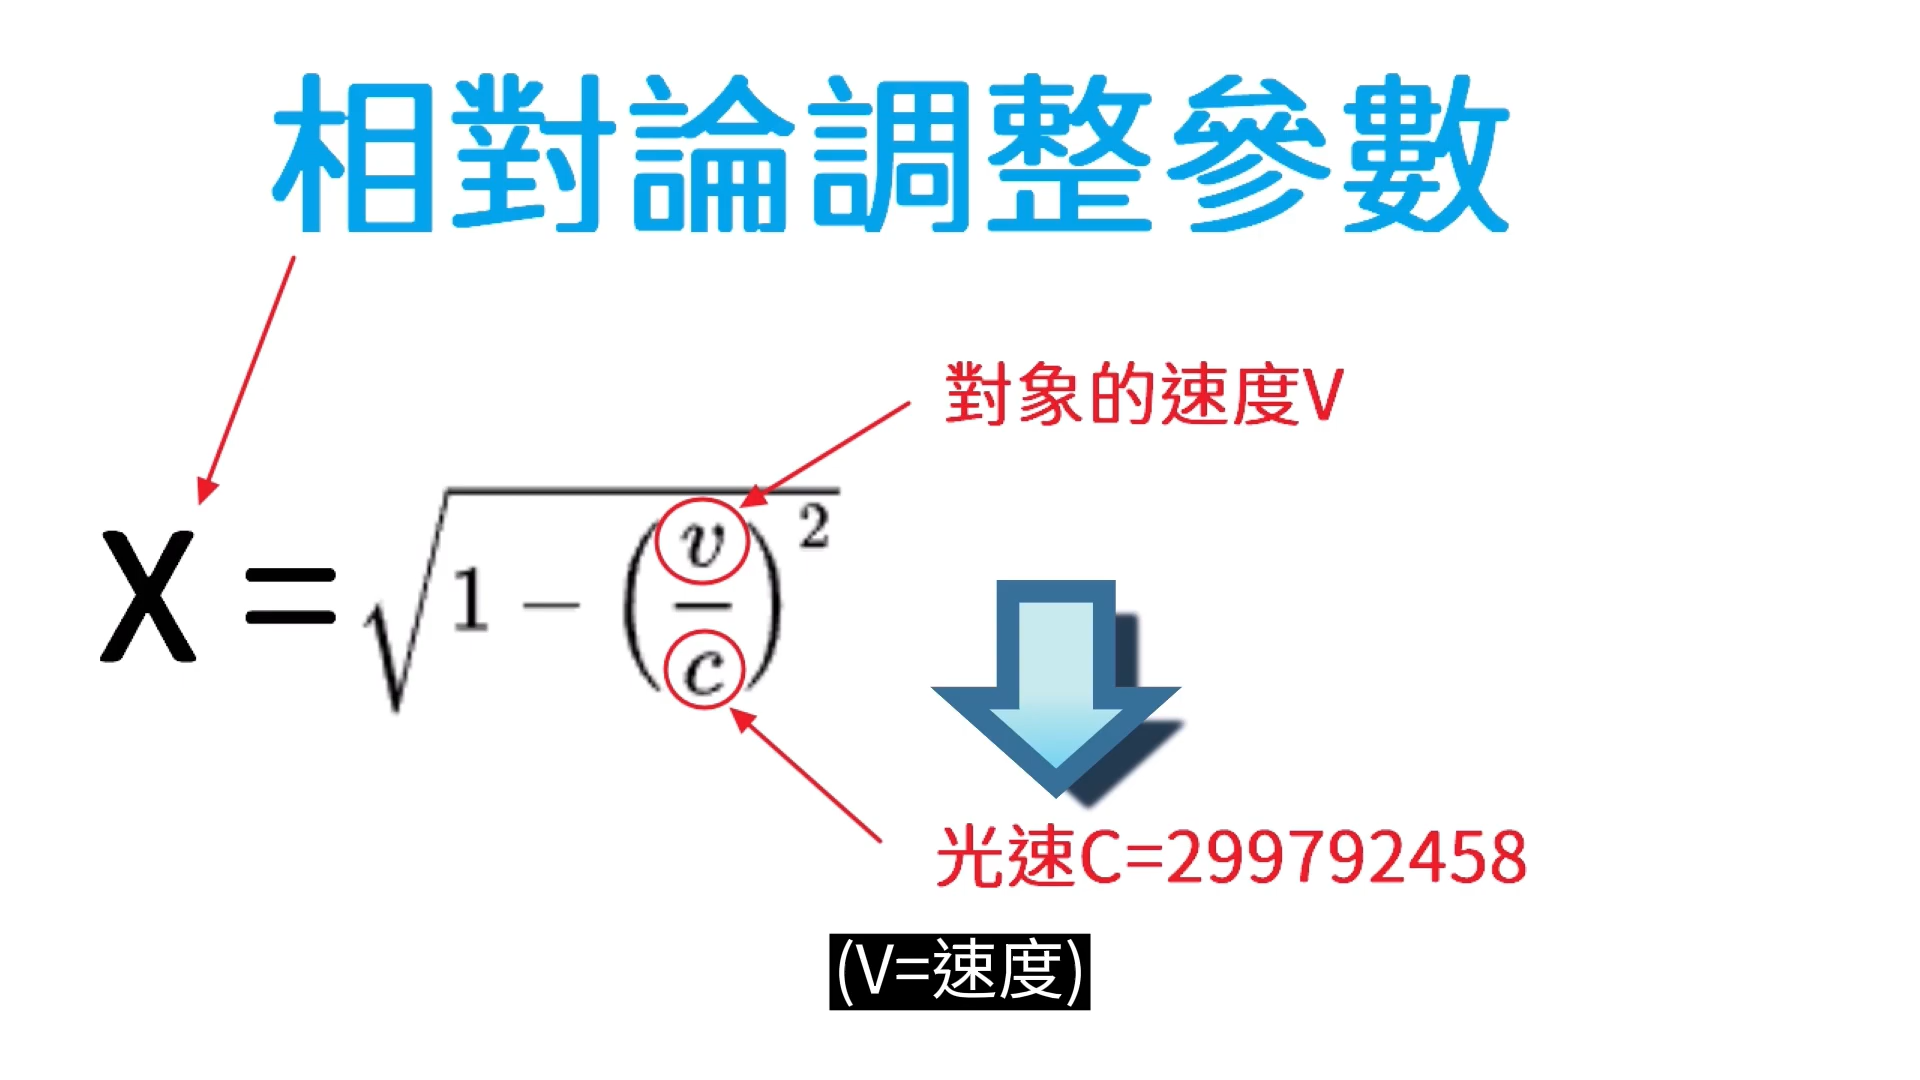 相對論調整參數
對象的速度V
X = √1 − (v/c)²
光速C=299792458
(V=速度)